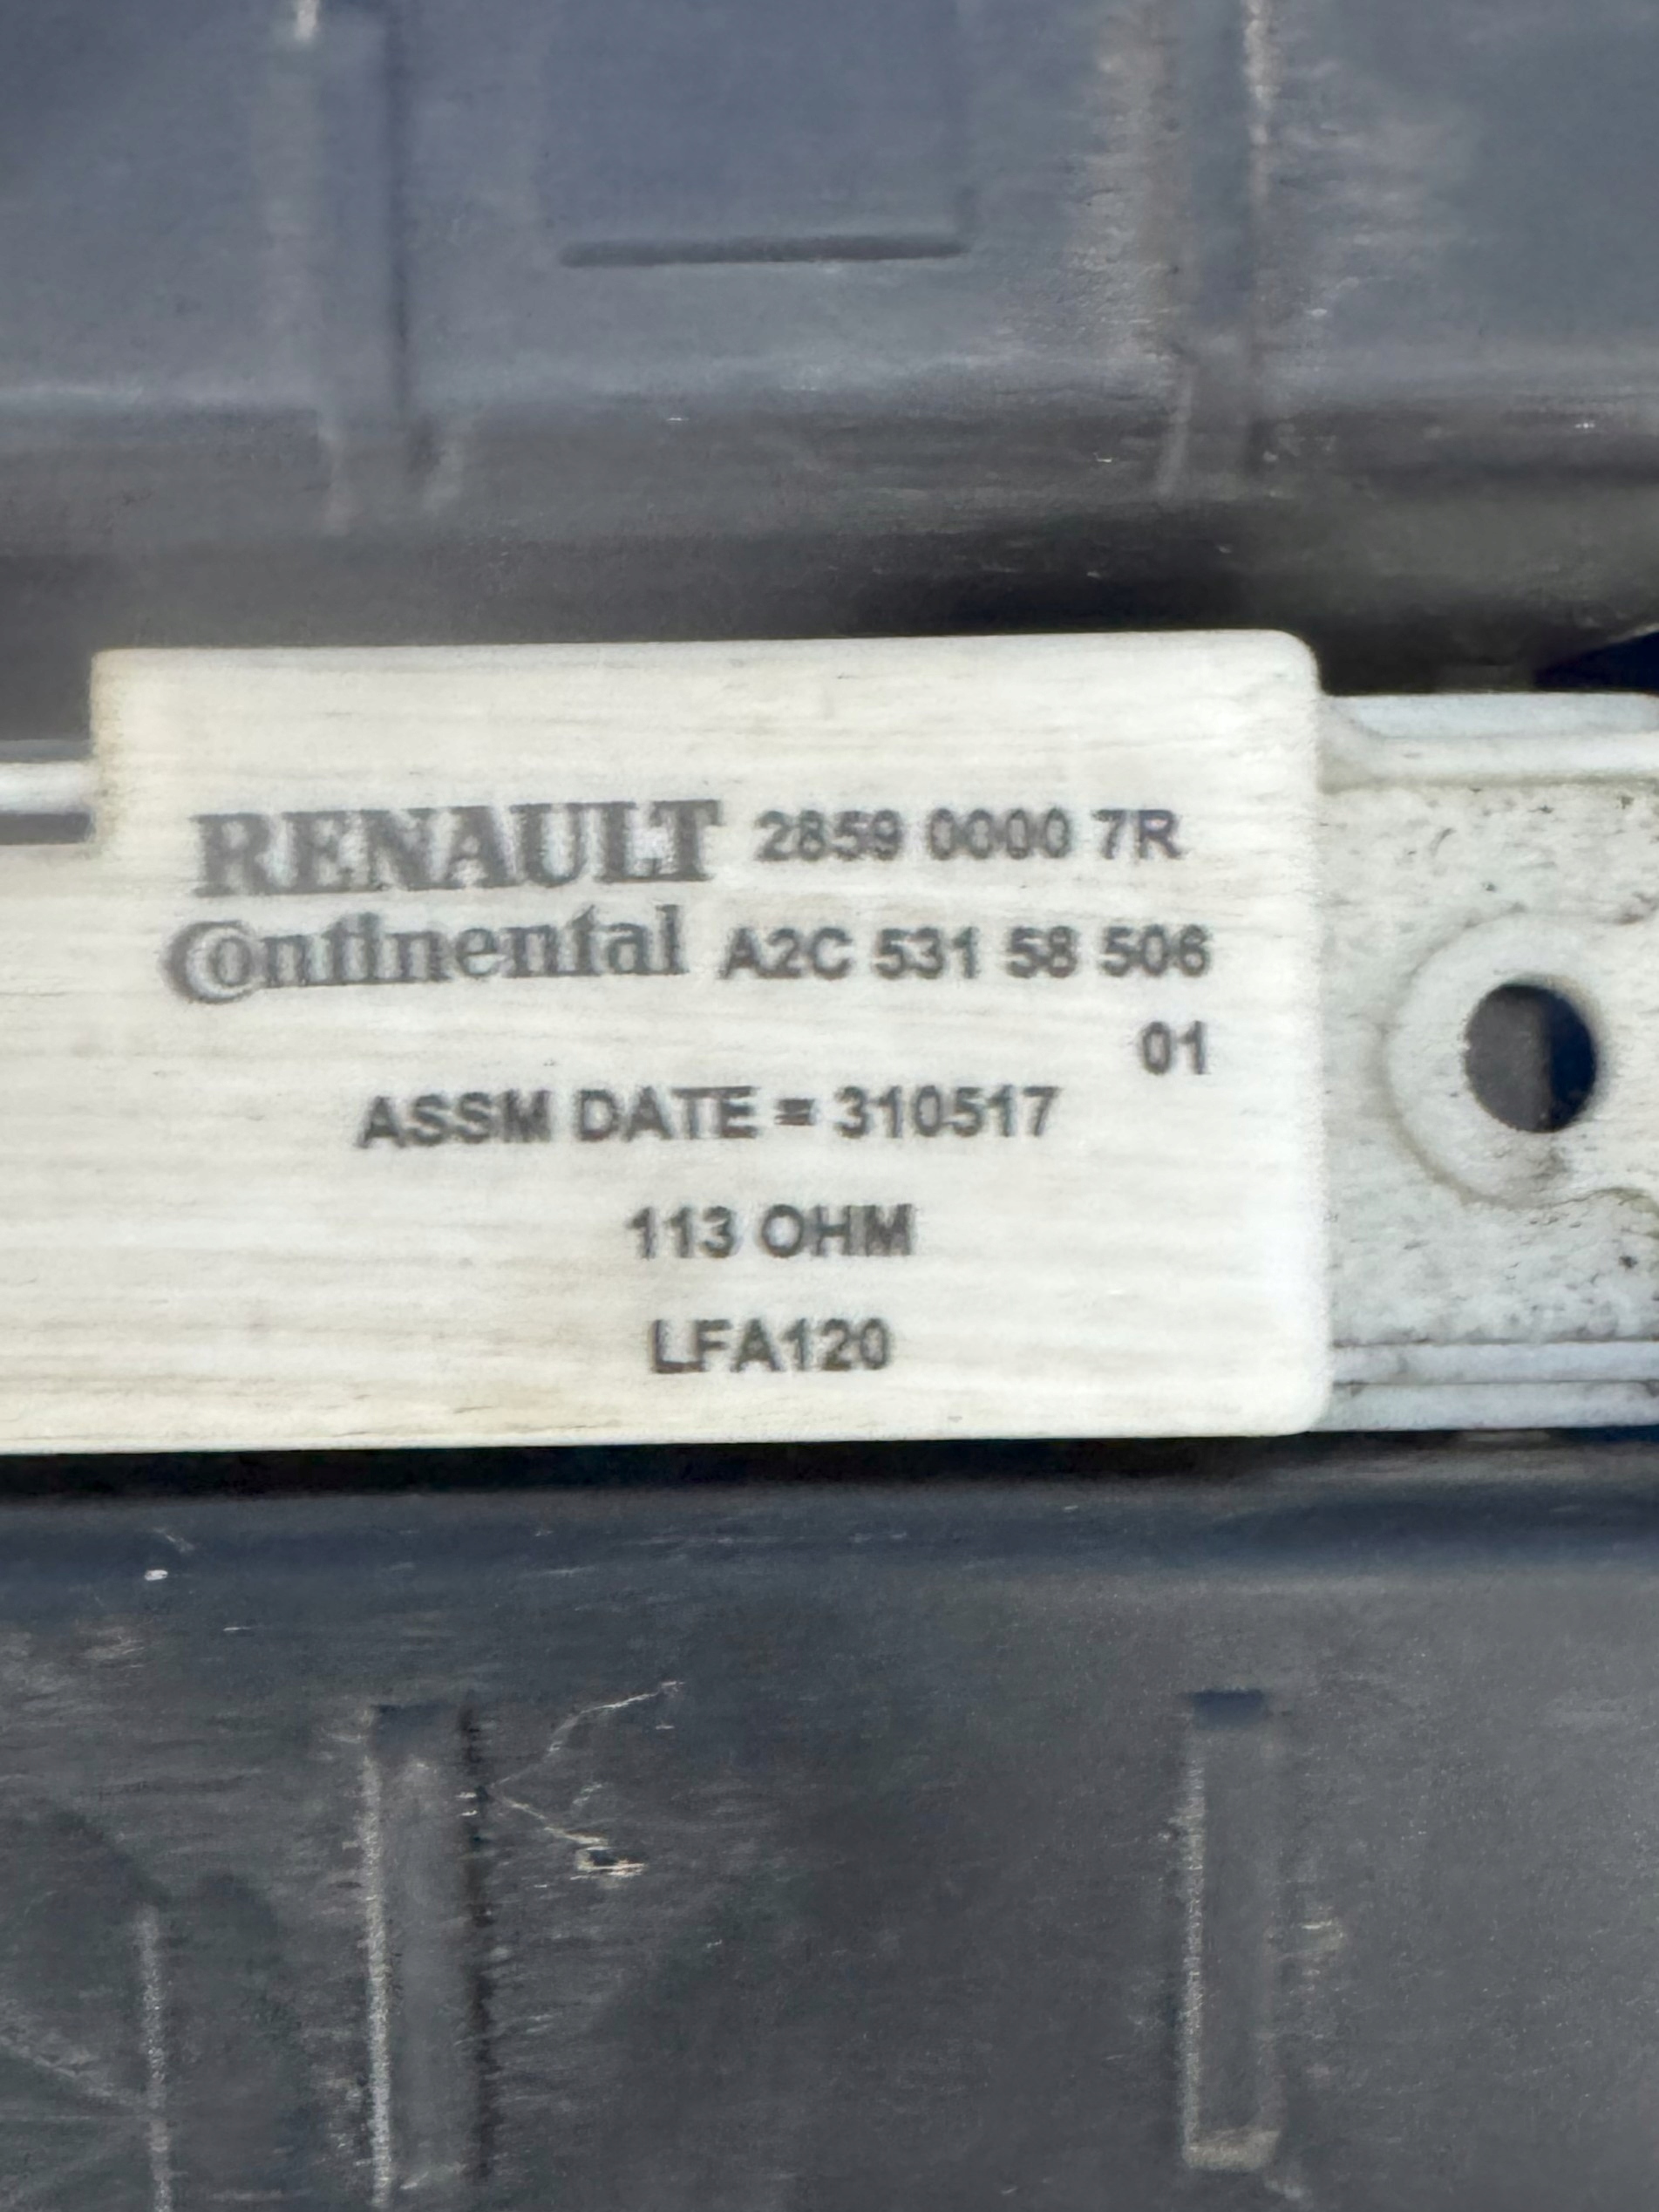 RENAULT 2859 0000 7R
Continental A2C 531 58 506
01
ASSM DATE = 310517
113 OHM
LFA120